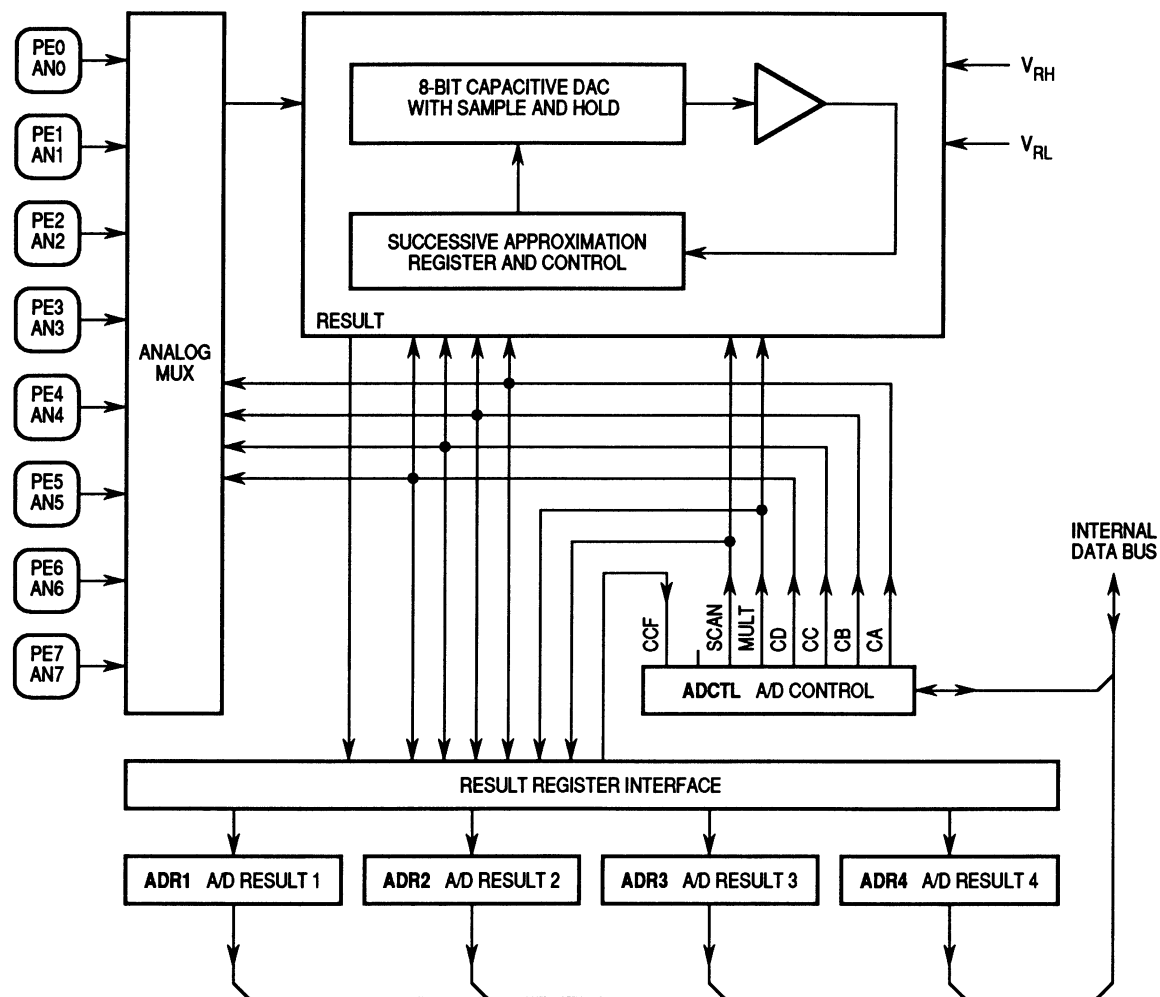 PE0
AN0
PE1
AN1
PE2
AN2
PE3
AN3
PE4
AN4
PE5
AN5
PE6
AN6
PE7
AN7
ANALOG
MUX
8-BIT CAPACITIVE DAC
WITH SAMPLE AND HOLD
SUCCESSIVE APPROXIMATION
REGISTER AND CONTROL
RESULT
VRH
VRL
INTERNAL
DATA BUS
CCF
SCAN
MULT
CD
CC
CB
CA
ADCTL A/D CONTROL
RESULT REGISTER INTERFACE
ADR1 A/D RESULT 1
ADR2 A/D RESULT 2
ADR3 A/D RESULT 3
ADR4 A/D RESULT 4